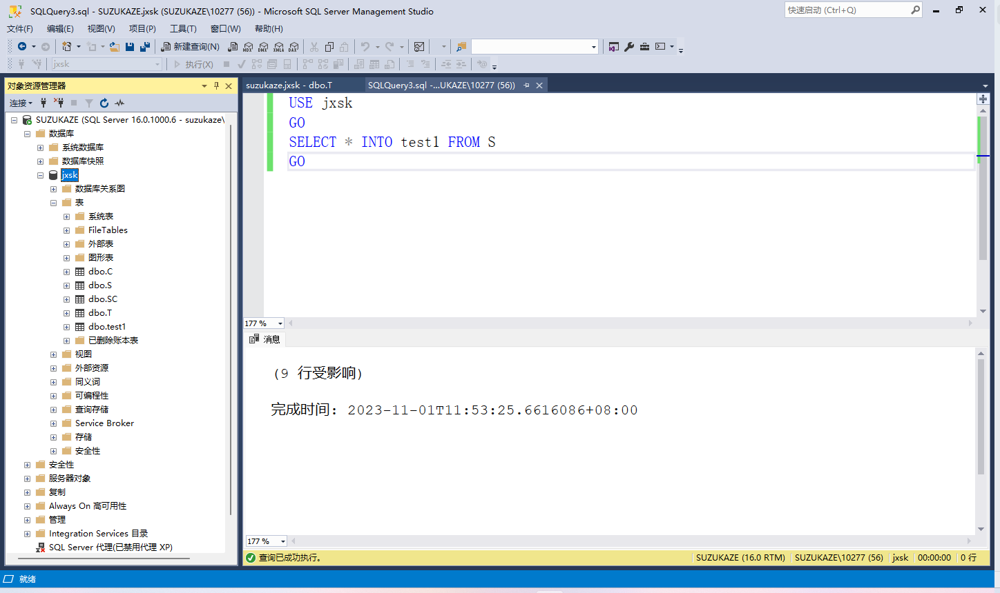 SQLQuery3.sql - SUZUKAZE.jxsk (SUZUKAZE\10277 (56)) - Microsoft SQL Server Management Studio
快速启动 (Ctrl+Q)
文件(F) 编辑(E) 视图(V) 项目(P) 工具(T) 窗口(W) 帮助(H)
新建查询(N) MDX DMX XMLA DAX
jxsk 执行(X)
对象资源管理器
连接
SUZUKAZE (SQL Server 16.0.1000.6 - suzukaze\
数据库
系统数据库
数据库快照
jxsk
数据库关系图
表
系统表
FileTables
外部表
图形表
dbo.C
dbo.S
dbo.SC
dbo.T
dbo.test1
已删除账本表
视图
外部资源
同义词
可编程性
查询存储
Service Broker
存储
安全性
安全性
服务器对象
复制
Always On 高可用性
管理
Integration Services 目录
SQL Server 代理(已禁用代理 XP)
suzukaze.jxsk - dbo.T
SQLQuery3.sql -...UKAZE\10277 (56))
USE jxsk
GO
SELECT * INTO test1 FROM S
GO
177 %
消息
(9 行受影响)
完成时间: 2023-11-01T11:53:25.6616086+08:00
177 %
查询已成功执行。
SUZUKAZE (16.0 RTM) SUZUKAZE\10277 (56) jxsk 00:00:00 0 行
就绪